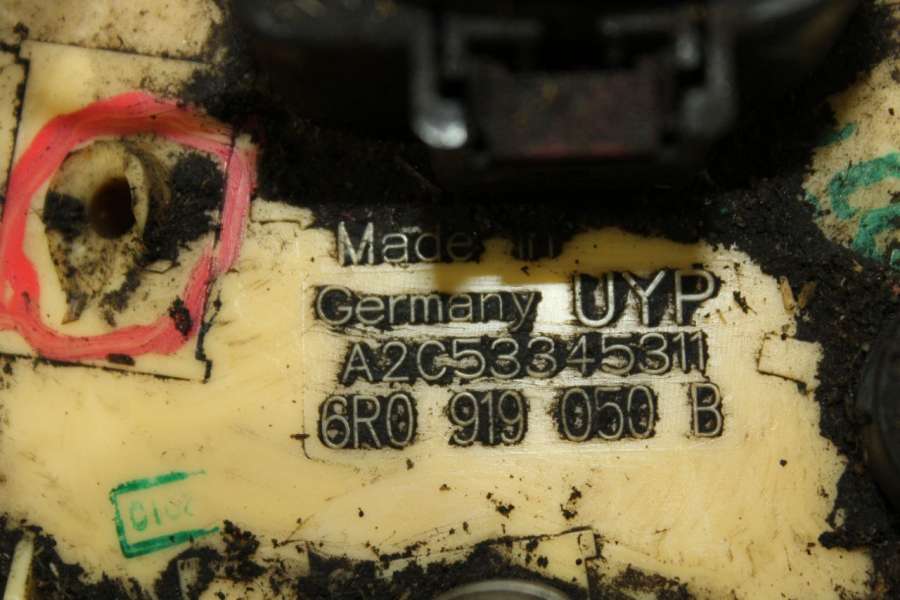 Made in
Germany UYP
A2C53345311
6R0 919 050 B